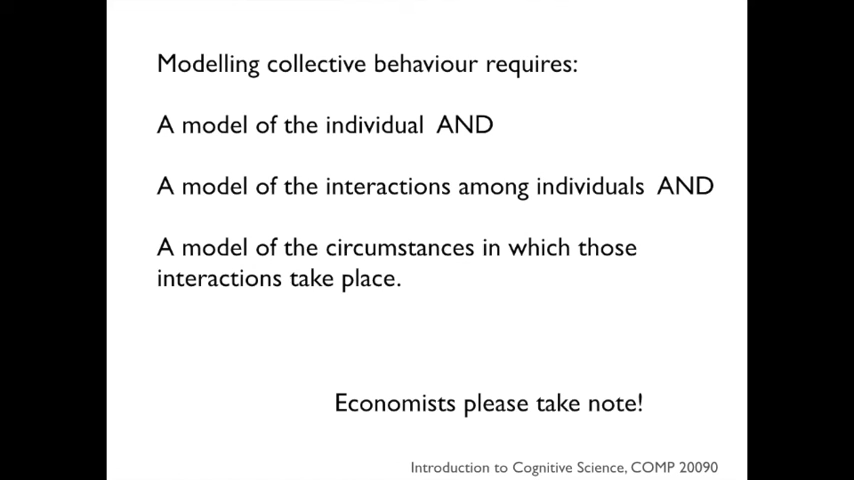 Modelling collective behaviour requires:
A model of the individual AND
A model of the interactions among individuals AND
A model of the circumstances in which those
interactions take place.
Economists please take note!
Introduction to Cognitive Science, COMP 20090